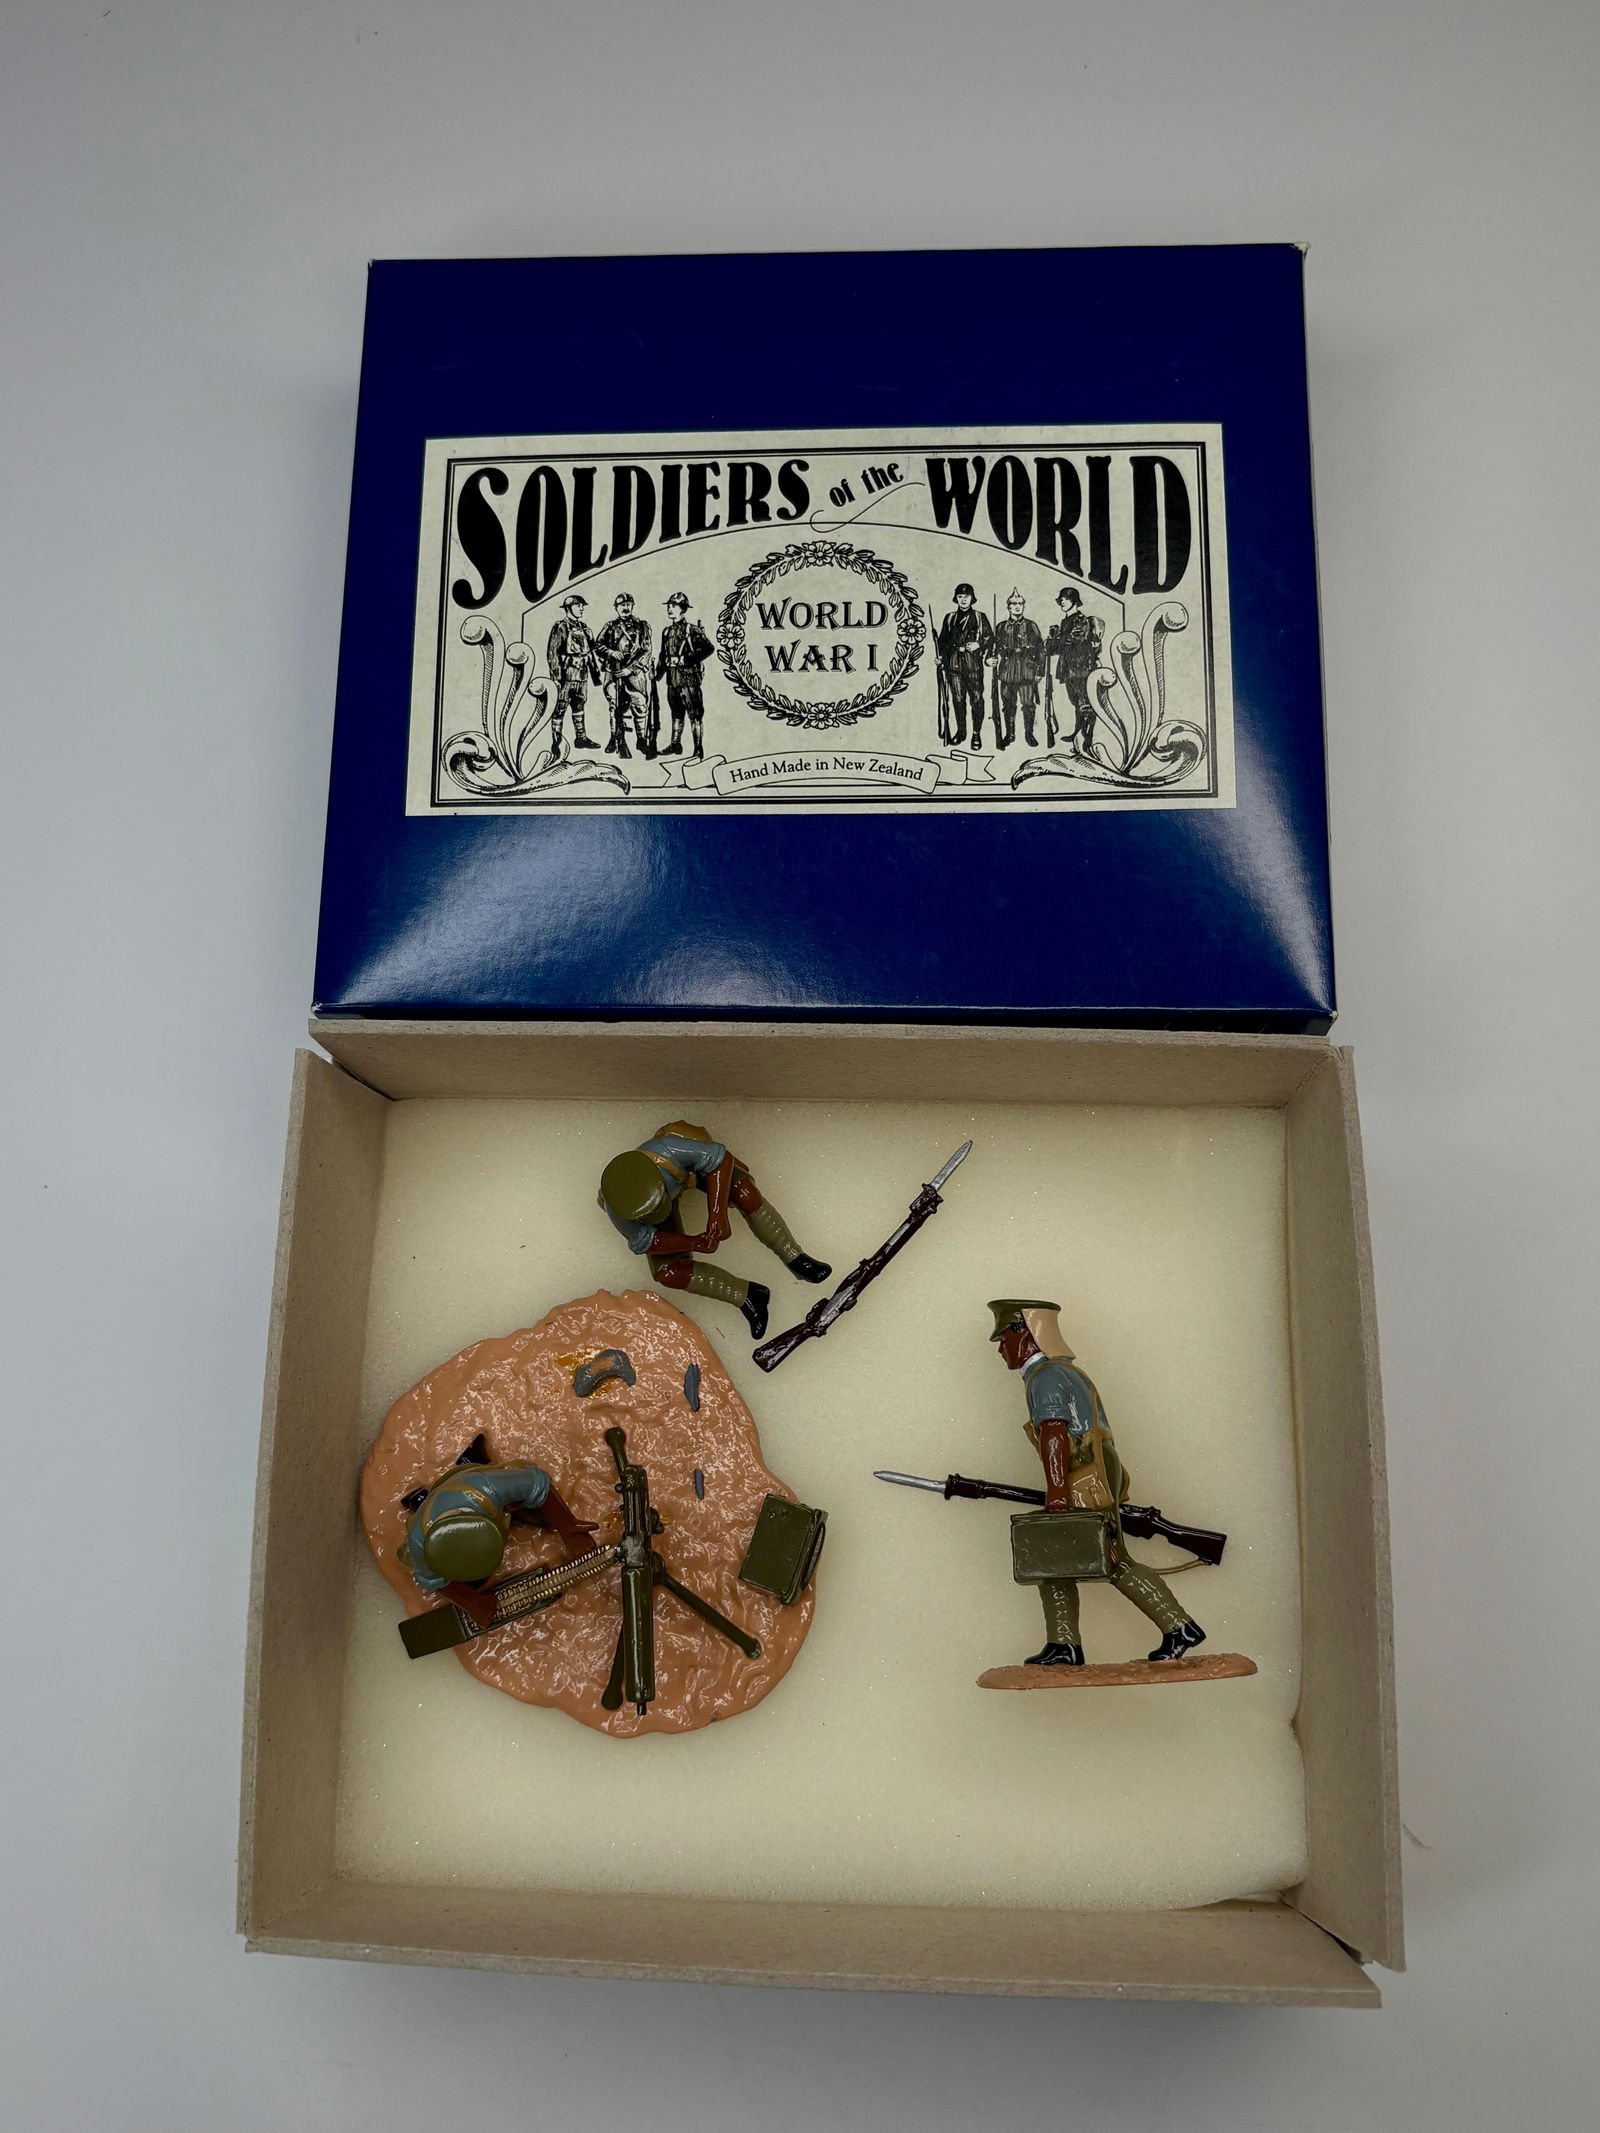 SOLDIERS of the WORLD
WORLD
WAR I
Hand Made in New Zealand